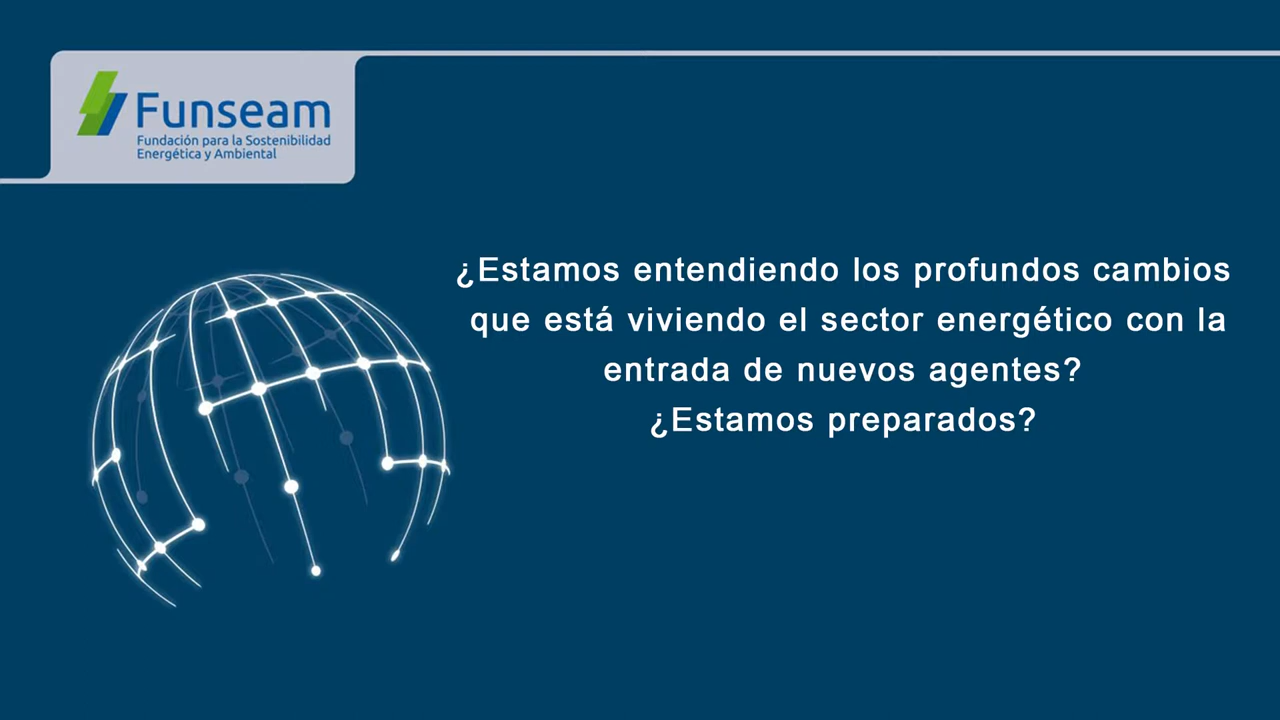 Funseam
Fundación para la Sostenibilidad
Energética y Ambiental
¿Estamos entendiendo los profundos cambios
que está viviendo el sector energético con la
entrada de nuevos agentes?
¿Estamos preparados?